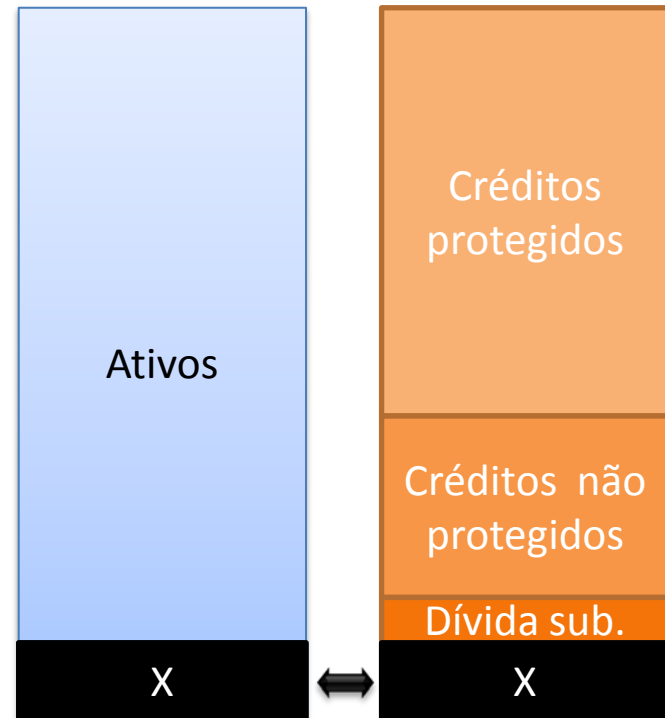 Ativos
X
Créditos
protegidos
Créditos não
protegidos
Dívida sub.
X